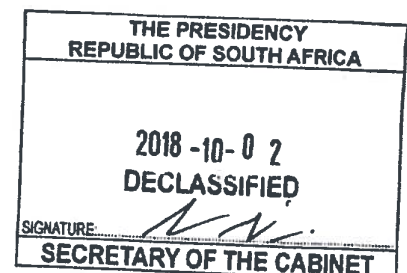 THE PRESIDENCY
REPUBLIC OF SOUTH AFRICA
2018 -10- 0 2
DECLASSIFIED
SIGNATURE:
SECRETARY OF THE CABINET